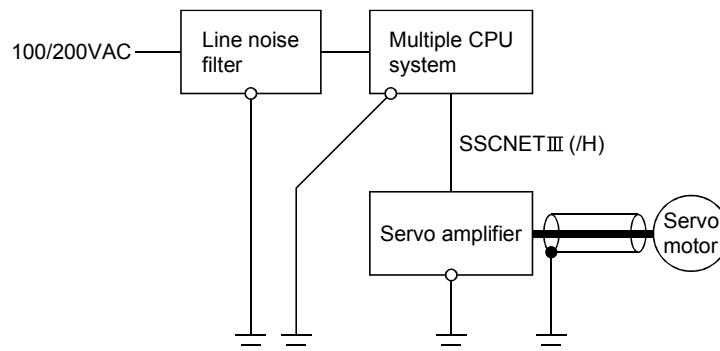 Line noise
filter
Multiple CPU
system
100/200VAC
SSCNETⅢ (/H)
Servo amplifier
Servo
motor